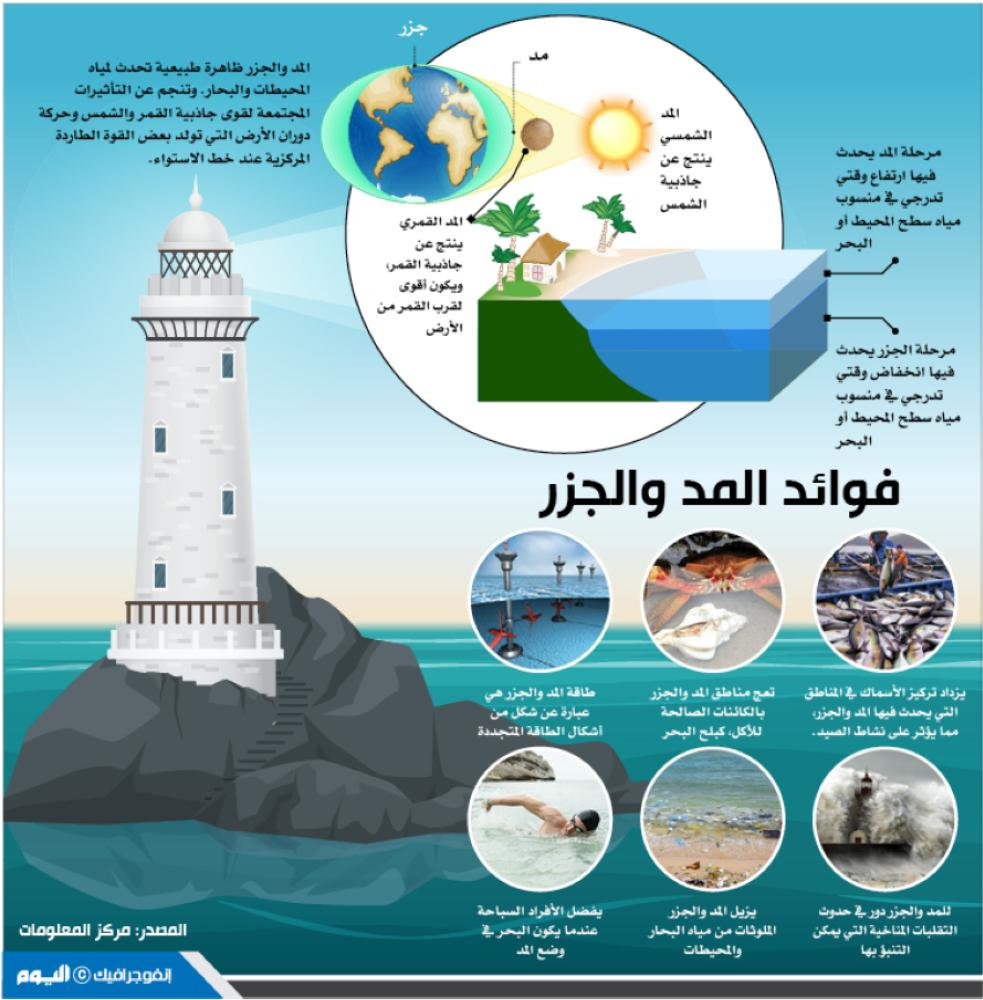 المد والجزر ظاهرة طبيعية تحدث لمياه
المحيطات والبحار، وتنجم عن التأثيرات
المجتمعة لقوى جاذبية القمر والشمس وحركة
دوران الأرض التي تولد بعض القوة الطاردة
المركزية عند خط الاستواء.
جزر
مد
المد
الشمسي
ينتج عن
جاذبية
الشمس
المد القمري
ينتج عن
جاذبية القمر،
ويكون أقوى
لقرب القمر من
الأرض
مرحلة المد يحدث
فيها ارتفاع وقتي
تدرجي في منسوب
مياه سطح المحيط أو
البحر
مرحلة الجزر يحدث
فيها انخفاض وقتي
تدرجي في منسوب
مياه سطح المحيط أو
البحر
فوائد المد والجزر
يزداد تركيز الأسماك في المناطق
التي يحدث فيها المد والجزر،
مما يؤثر على نشاط الصيد.
تعج مناطق المد والجزر
بالكائنات الصالحة
للأكل، كبلح البحر
طاقة المد والجزر هي
عبارة عن شكل من
أشكال الطاقة المتجددة
للمد والجزر دور في حدوث
التقلبات المناخية التي يمكن
التنبؤ بها
يزيل المد والجزر
الملوثات من مياه البحار
والمحيطات
يفضل الأفراد السباحة
عندما يكون البحر في
وضع المد
المصدر: مركز المعلومات
إنفوجرافيك © اليوم